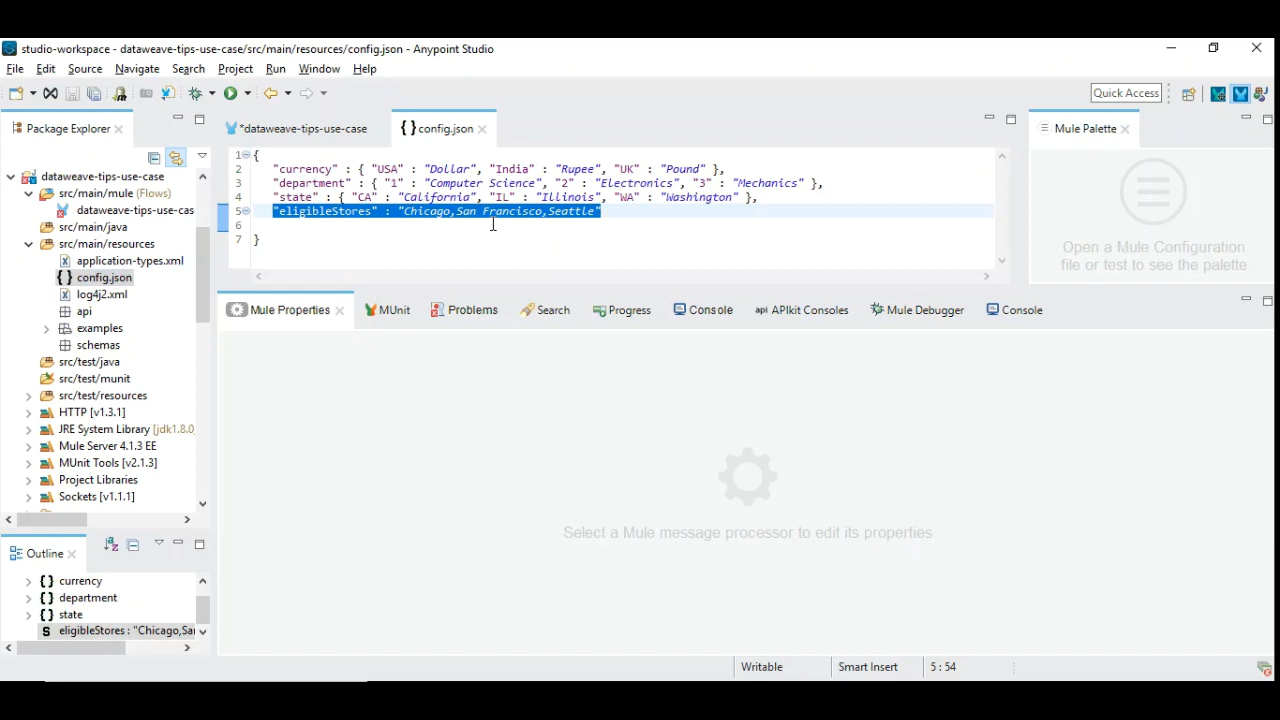 studio-workspace - dataweave-tips-use-case/src/main/resources/config.json - Anypoint Studio
File Edit Source Navigate Search Project Run Window Help
Quick Access
Package Explorer
*dataweave-tips-use-case
{ } config.json
Mule Palette
dataweave-tips-use-case
src/main/mule (Flows)
dataweave-tips-use-cas
src/main/java
src/main/resources
application-types.xml
config.json
log4j2.xml
api
examples
schemas
src/test/java
src/test/munit
src/test/resources
HTTP [v1.3.1]
JRE System Library [jdk1.8.0_
Mule Server 4.1.3 EE
MUnit Tools [v2.1.3]
Project Libraries
Sockets [v1.1.1]
1 {
2 "currency" : { "USA" : "Dollar", "India" : "Rupee", "UK" : "Pound" },
3 "department" : { "1" : "Computer Science", "2" : "Electronics", "3" : "Mechanics" },
4 "state" : { "CA" : "California", "IL" : "Illinois", "WA" : "Washington" },
5 "eligibleStores" : "Chicago,San Francisco,Seattle"
6
7 }
Open a Mule Configuration
file or test to see the palette
Mule Properties
MUnit
Problems
Search
Progress
Console
api APIkit Consoles
Mule Debugger
Console
Select a Mule message processor to edit its properties
Outline
{} currency
{} department
{} state
S eligibleStores : "Chicago,Sa
Writable
Smart Insert
5 : 54